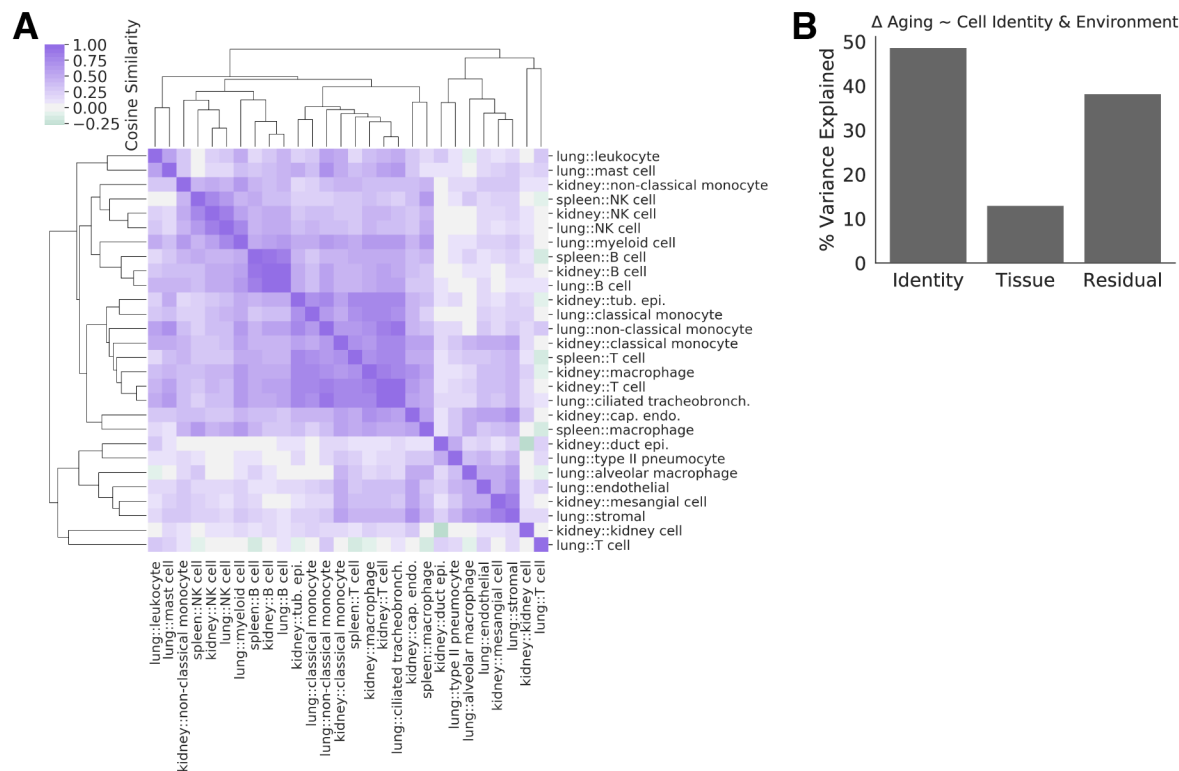 A
1.00
0.75
0.50
0.25
0.00
−0.25
Cosine Similarity
lung::leukocyte
lung::mast cell
kidney::non-classical monocyte
spleen::NK cell
kidney::NK cell
lung::NK cell
lung::myeloid cell
spleen::B cell
kidney::B cell
lung::B cell
kidney::tub. epi.
lung::classical monocyte
lung::non-classical monocyte
kidney::classical monocyte
spleen::T cell
kidney::macrophage
kidney::T cell
lung::ciliated tracheobronch.
kidney::cap. endo.
spleen::macrophage
kidney::duct epi.
lung::type II pneumocyte
lung::alveolar macrophage
lung::endothelial
kidney::mesangial cell
lung::stromal
kidney::kidney cell
lung::T cell
lung::leukocyte
lung::mast cell
kidney::non-classical monocyte
spleen::NK cell
kidney::NK cell
lung::NK cell
lung::myeloid cell
spleen::B cell
kidney::B cell
lung::B cell
kidney::tub. epi.
lung::classical monocyte
lung::non-classical monocyte
kidney::classical monocyte
spleen::T cell
kidney::macrophage
kidney::T cell
lung::ciliated tracheobronch.
kidney::cap. endo.
spleen::macrophage
kidney::duct epi.
lung::type II pneumocyte
lung::alveolar macrophage
lung::endothelial
kidney::mesangial cell
lung::stromal
kidney::kidney cell
lung::T cell
B
Δ Aging ~ Cell Identity & Environment
% Variance Explained
50
40
30
20
10
0
Identity
Tissue
Residual